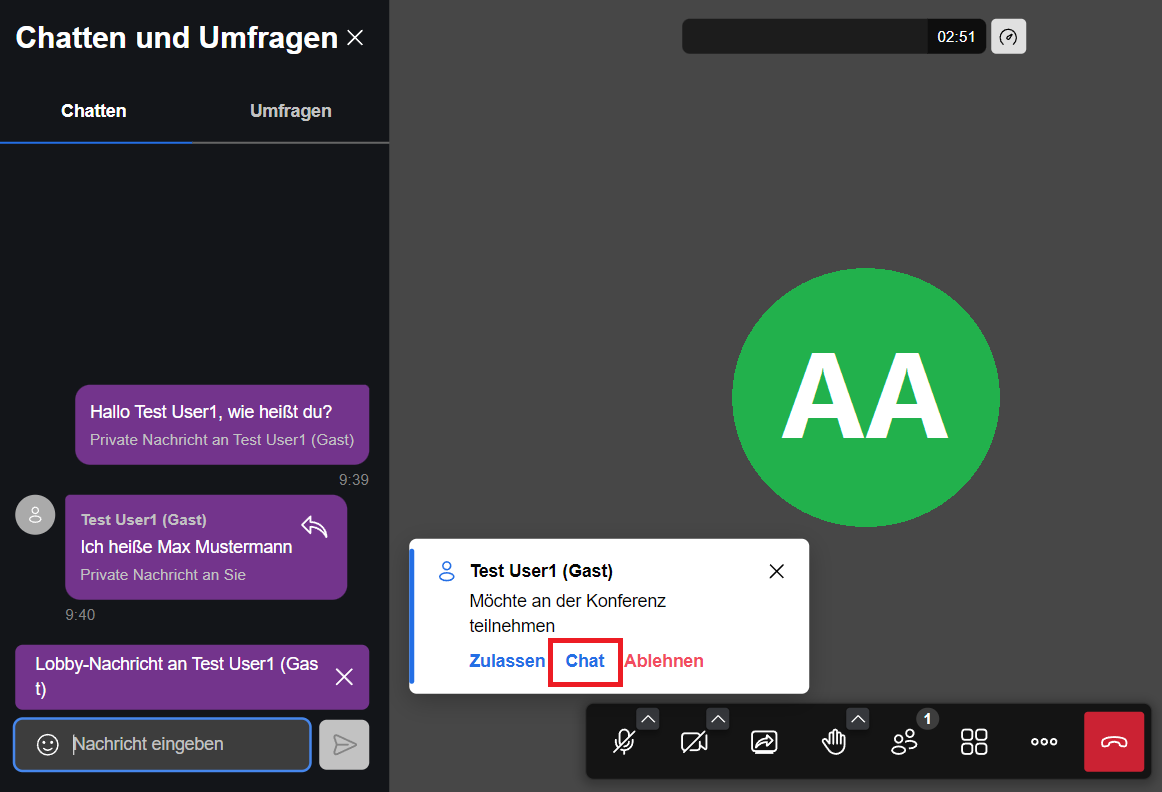 Chatten und Umfragen
Chatten
Umfragen
Hallo Test User1, wie heißt du?
Private Nachricht an Test User1 (Gast)
9:39
Test User1 (Gast)
Ich heiße Max Mustermann
Private Nachricht an Sie
9:40
Lobby-Nachricht an Test User1 (Gas
t)
Nachricht eingeben
02:51
AA
Test User1 (Gast)
Möchte an der Konferenz
teilnehmen
Zulassen Chat Ablehnen
1